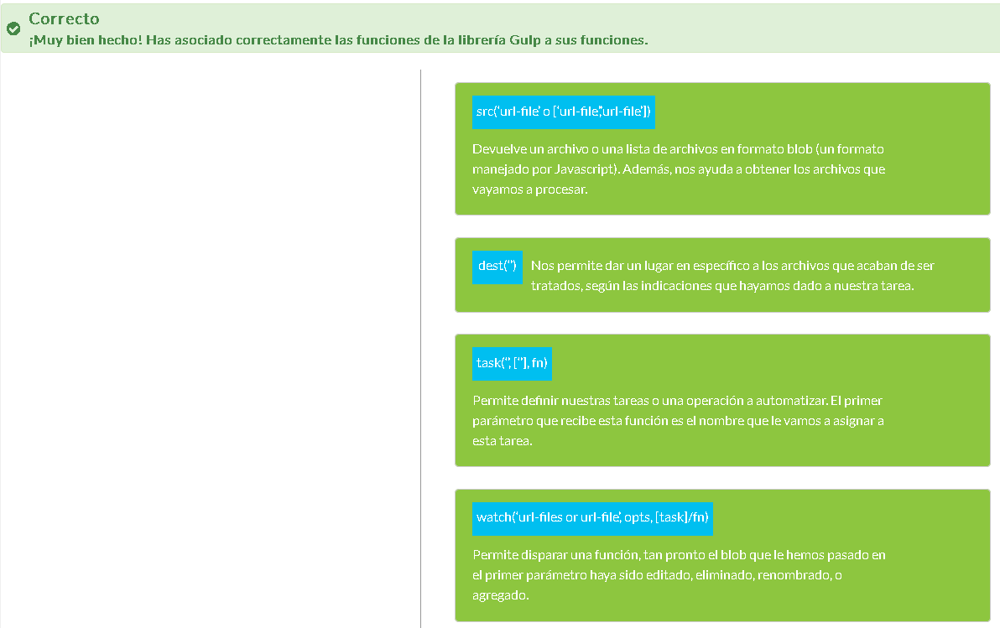 Correcto
¡Muy bien hecho! Has asociado correctamente las funciones de la librería Gulp a sus funciones.
src(‘url-file’ o [‘url-file’,’url-file’])
Devuelve un archivo o una lista de archivos en formato blob (un formato
manejado por Javascript). Además, nos ayuda a obtener los archivos que
vayamos a procesar.
dest(‘’)
Nos permite dar un lugar en específico a los archivos que acaban de ser
tratados, según las indicaciones que hayamos dado a nuestra tarea.
task(‘’, [‘’], fn)
Permite definir nuestras tareas o una operación a automatizar. El primer
parámetro que recibe esta función es el nombre que le vamos a asignar a
esta tarea.
watch(‘url-files or url-file’, opts, [task]/fn)
Permite disparar una función, tan pronto el blob que le hemos pasado en
el primer parámetro haya sido editado, eliminado, renombrado, o
agregado.